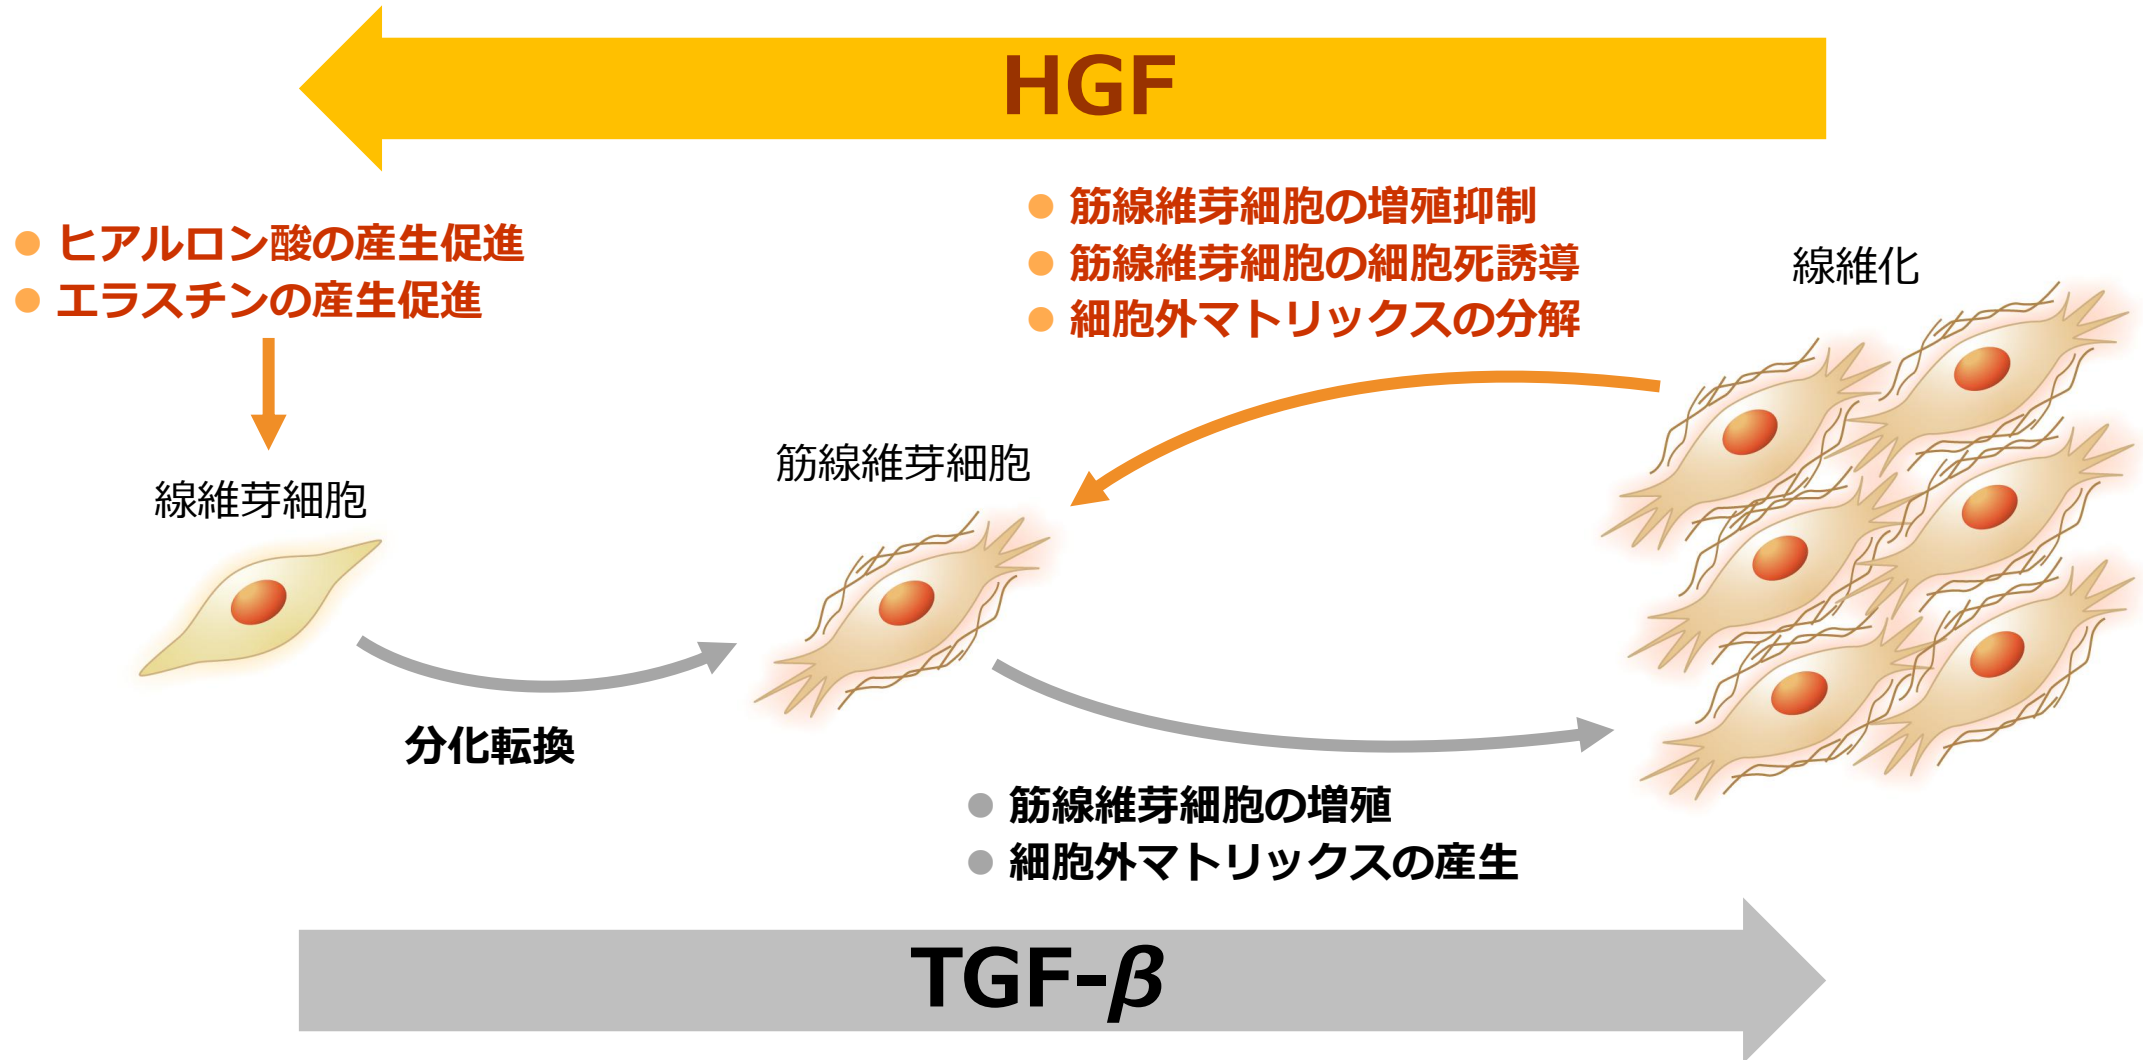 HGF
● ヒアルロン酸の産生促進
● エラスチンの産生促進
● 筋線維芽細胞の増殖抑制
● 筋線維芽細胞の細胞死誘導
● 細胞外マトリックスの分解
線維化
線維芽細胞
筋線維芽細胞
分化転換
● 筋線維芽細胞の増殖
● 細胞外マトリックスの産生
TGF-β